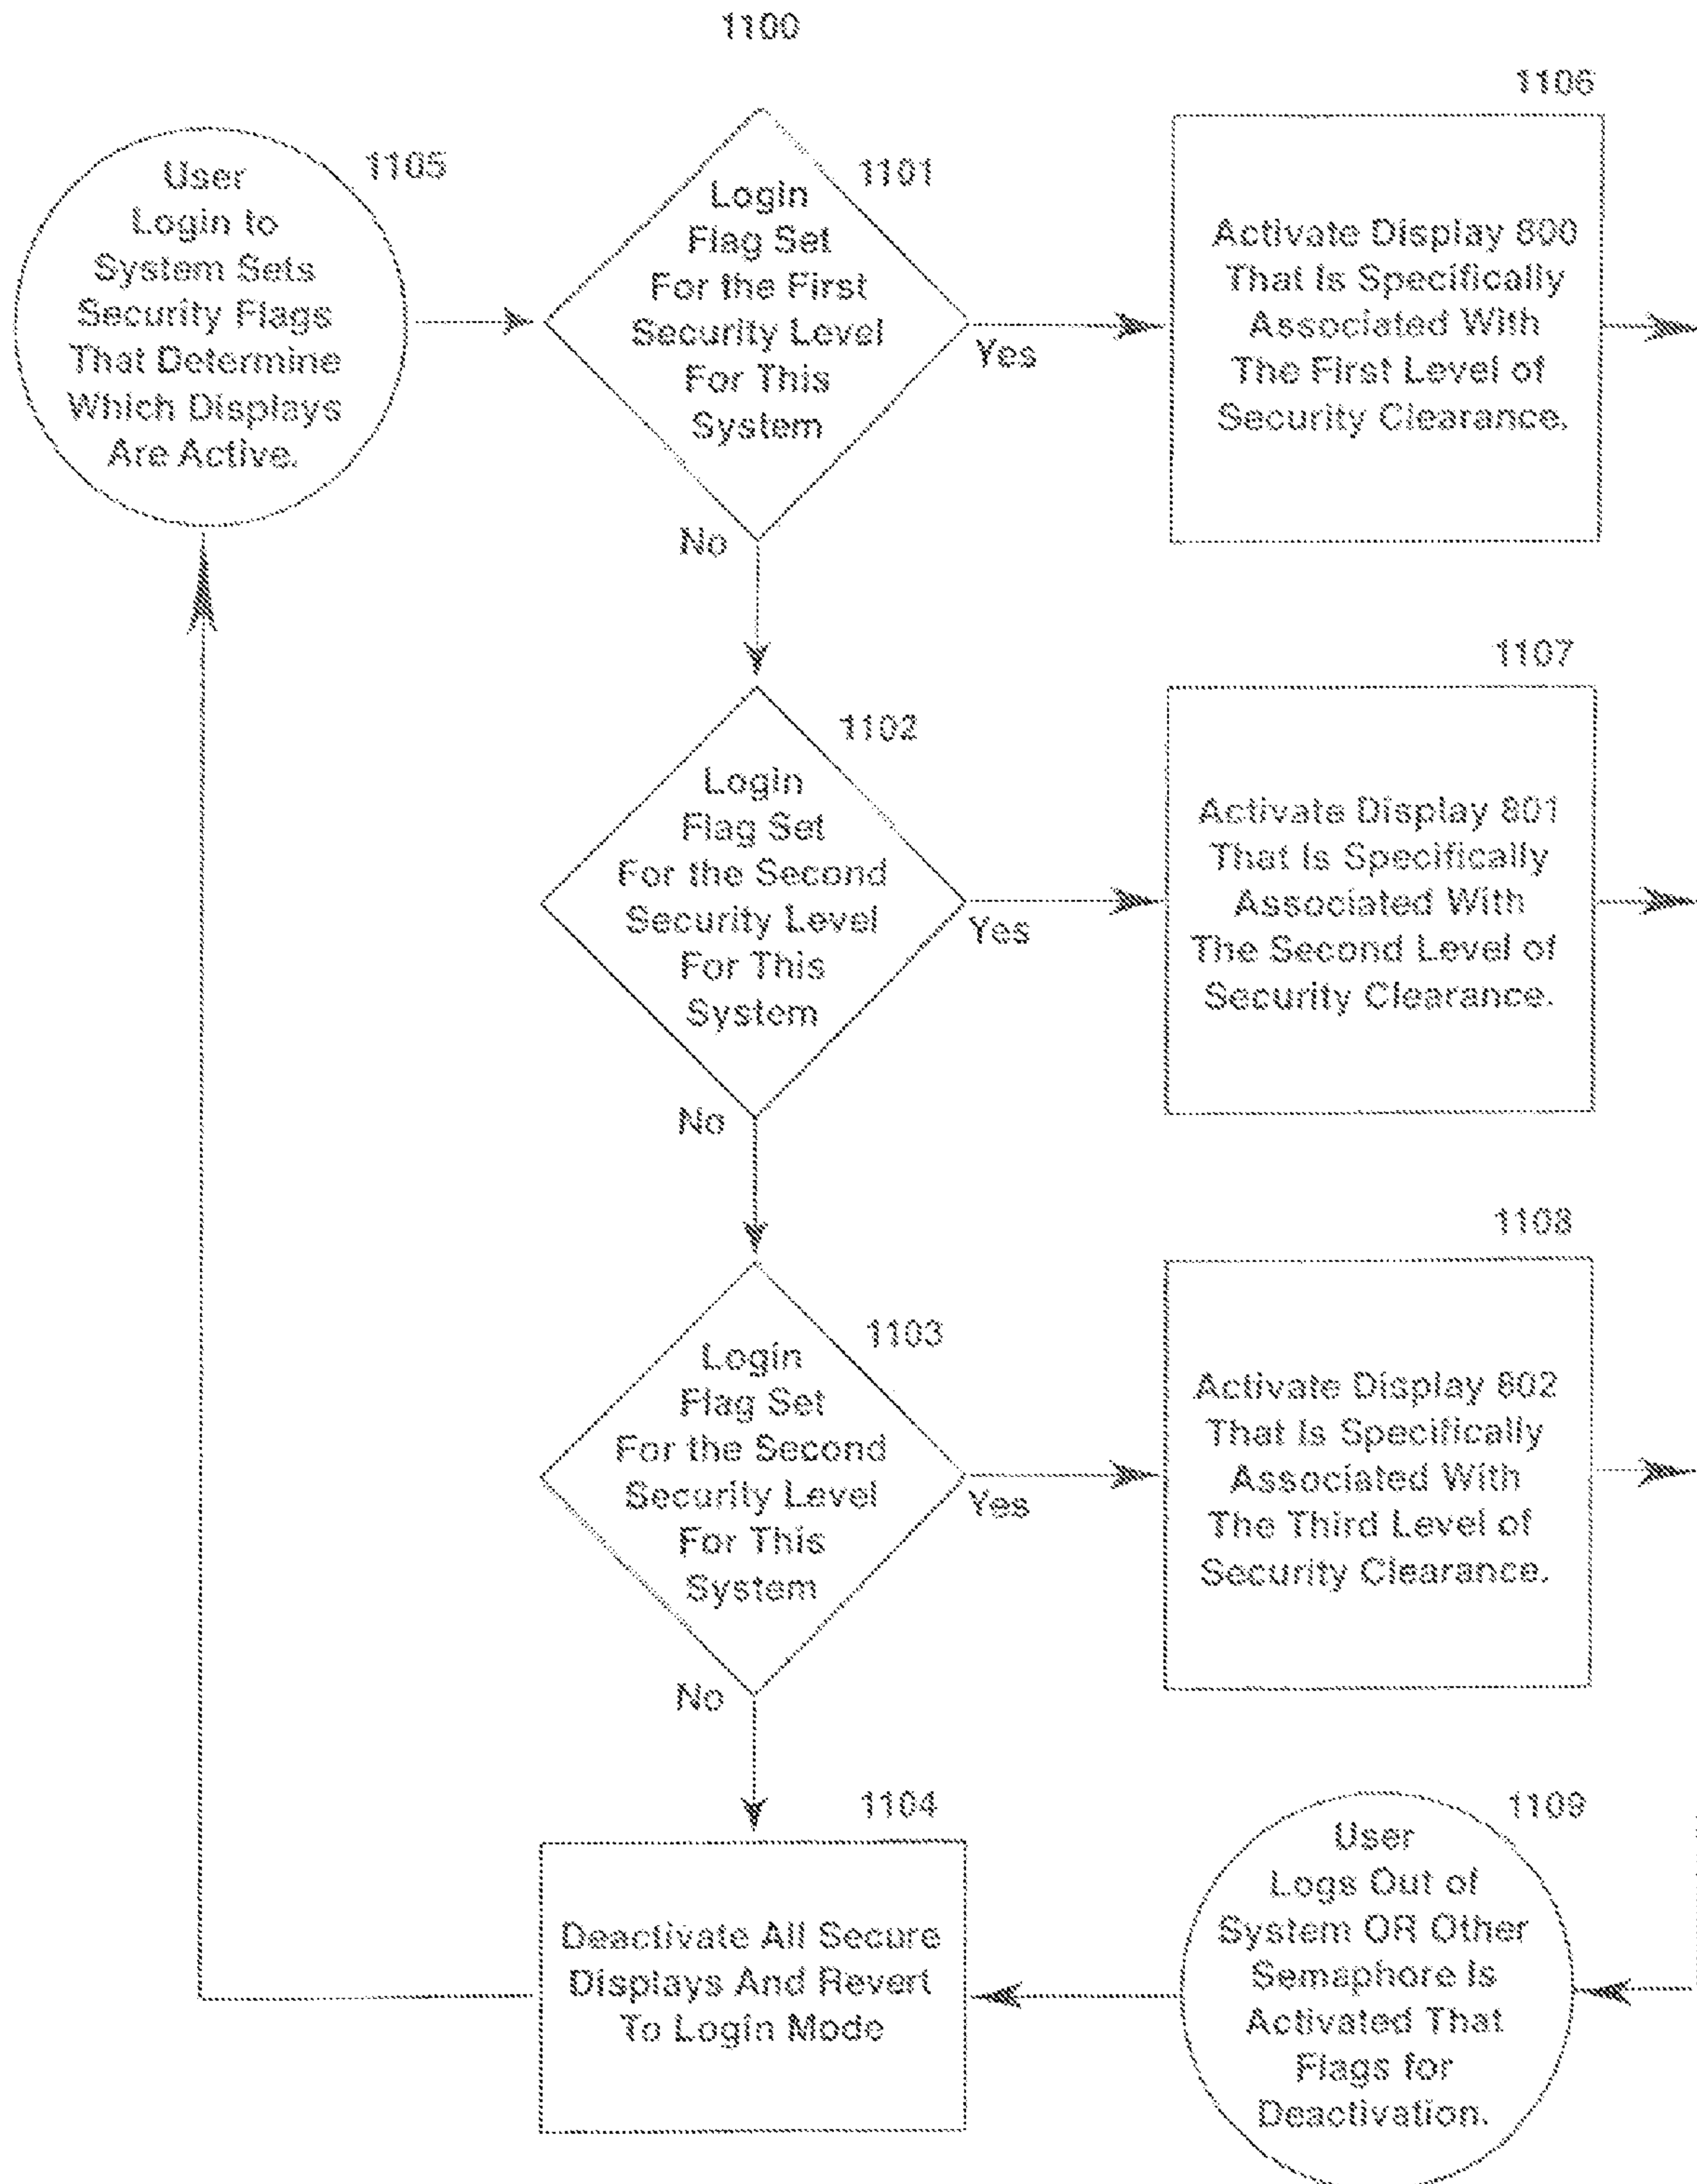 1100
1105
User
Login to
System Sets
Security Flags
That Determine
Which Displays
Are Active.
1101
Login
Flag Set
For the First
Security Level
For This
System
Yes
No
1106
Activate Display 800
That Is Specifically
Associated With
The First Level of
Security Clearance.
1102
Login
Flag Set
For the Second
Security Level
For This
System
Yes
No
1107
Activate Display 801
That Is Specifically
Associated With
The Second Level of
Security Clearance.
1103
Login
Flag Set
For the Second
Security Level
For This
System
Yes
No
1108
Activate Display 802
That Is Specifically
Associated With
The Third Level of
Security Clearance.
1104
Deactivate All Secure
Displays And Revert
To Login Mode
1109
User
Logs Out of
System OR Other
Semaphore Is
Activated That
Flags for
Deactivation.